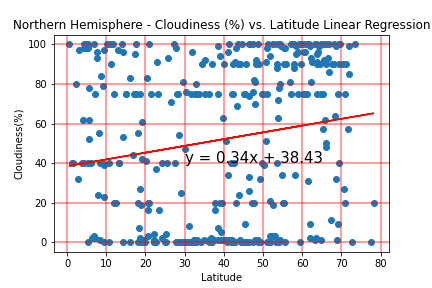 Northern Hemisphere - Cloudiness (%) vs. Latitude Linear Regression
100
80
60
40
20
0
Cloudiness(%)
y = 0.34x + 38.43
0 10 20 30 40 50 60 70 80
Latitude